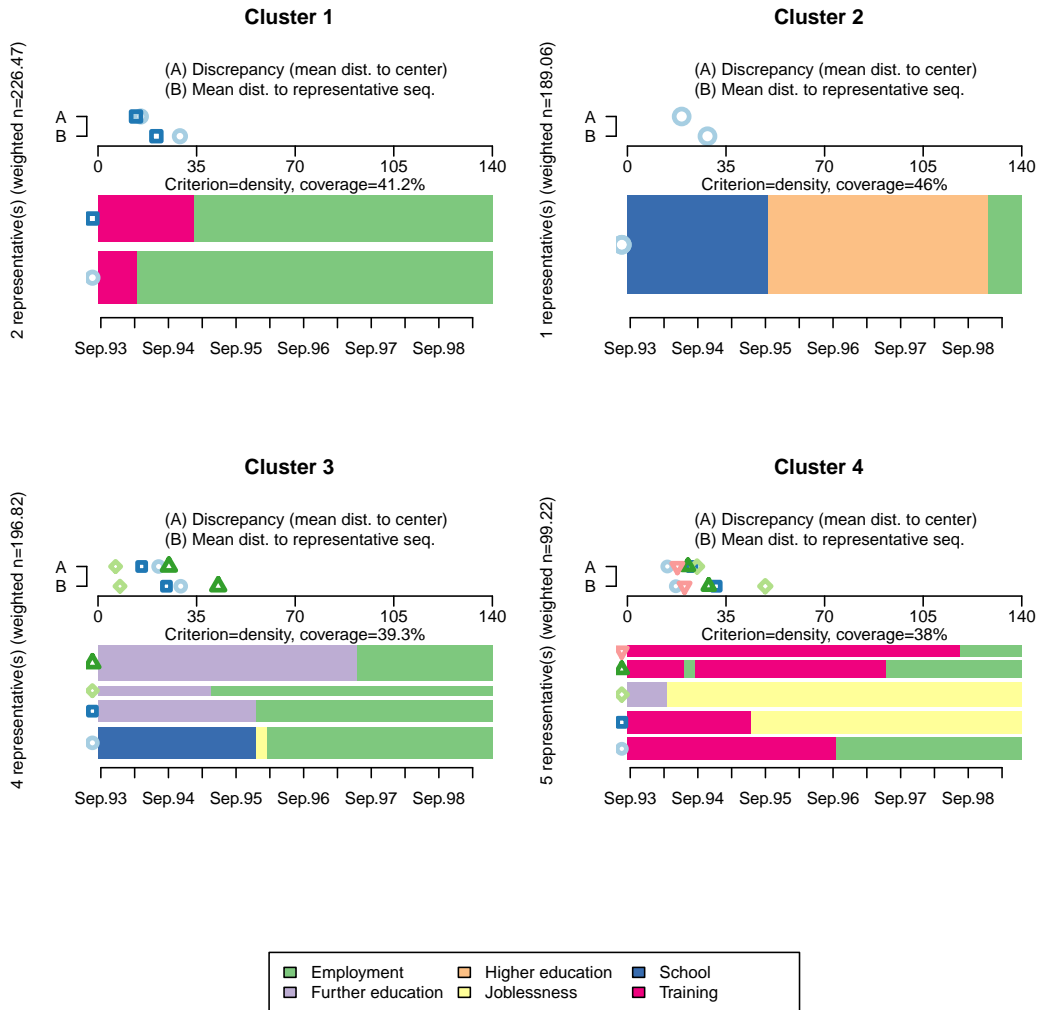 Cluster 1
2 representative(s) (weighted n=226.47)
(A) Discrepancy (mean dist. to center)
(B) Mean dist. to representative seq.
A
B
0 35 70 105 140
Criterion=density, coverage=41.2%
Sep.93 Sep.94 Sep.95 Sep.96 Sep.97 Sep.98
Cluster 2
1 representative(s) (weighted n=189.06)
(A) Discrepancy (mean dist. to center)
(B) Mean dist. to representative seq.
A
B
0 35 70 105 140
Criterion=density, coverage=46%
Sep.93 Sep.94 Sep.95 Sep.96 Sep.97 Sep.98
Cluster 3
4 representative(s) (weighted n=196.82)
(A) Discrepancy (mean dist. to center)
(B) Mean dist. to representative seq.
A
B
0 35 70 105 140
Criterion=density, coverage=39.3%
Sep.93 Sep.94 Sep.95 Sep.96 Sep.97 Sep.98
Cluster 4
5 representative(s) (weighted n=99.22)
(A) Discrepancy (mean dist. to center)
(B) Mean dist. to representative seq.
A
B
0 35 70 105 140
Criterion=density, coverage=38%
Sep.93 Sep.94 Sep.95 Sep.96 Sep.97 Sep.98
Employment Higher education School
Further education Joblessness Training